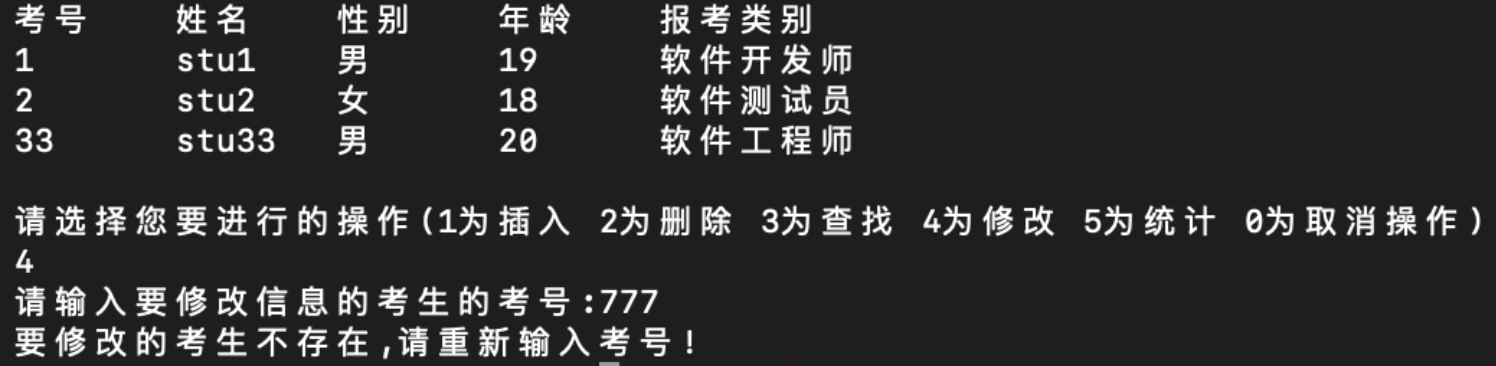 考号 姓名 性别 年龄 报考类别
1 stu1 男 19 软件开发师
2 stu2 女 18 软件测试员
33 stu33 男 20 软件工程师
请选择您要进行的操作(1为插入 2为删除 3为查找 4为修改 5为统计 0为取消操作)
4
请输入要修改信息的考生的考号:777
要修改的考生不存在,请重新输入考号!